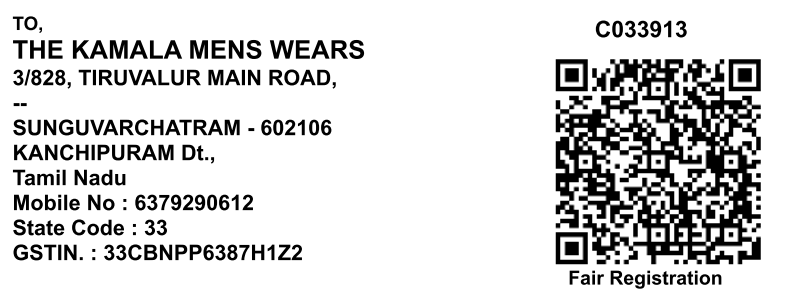 TO,
THE KAMALA MENS WEARS
3/828, TIRUVALUR MAIN ROAD,
--
SUNGUVARCHATRAM - 602106
KANCHIPURAM Dt.,
Tamil Nadu
Mobile No : 6379290612
State Code : 33
GSTIN. : 33CBNPP6387H1Z2
C033913
Fair Registration